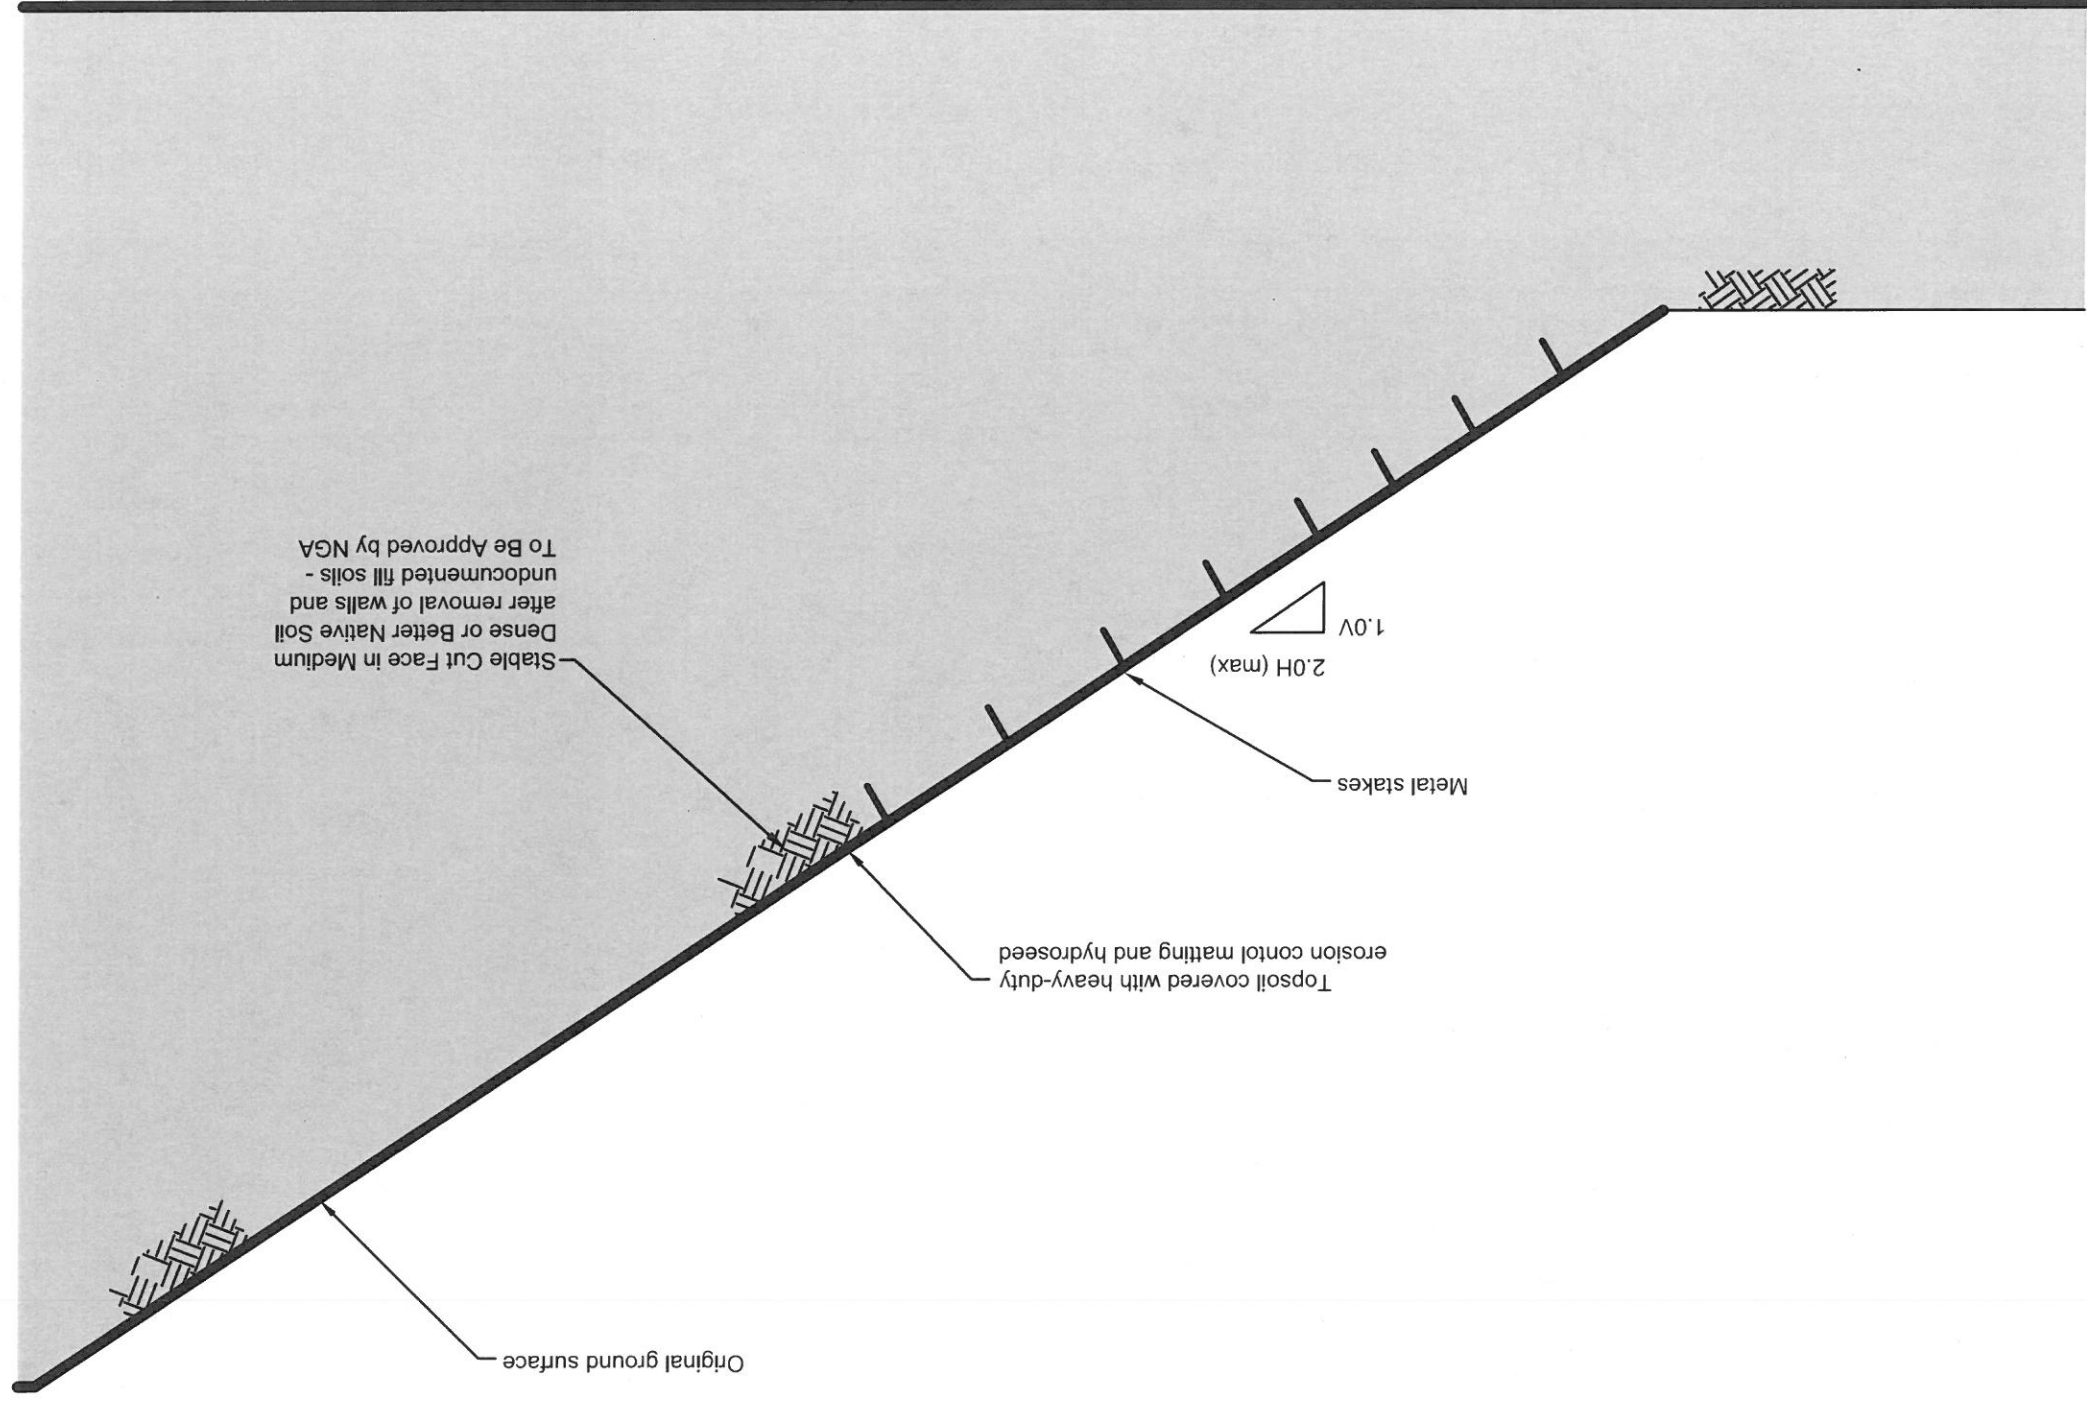 Original ground surface
Topsoil covered with heavy-duty
erosion contol matting and hydroseed
Metal stakes
2.0H (max)
1.0V
Stable Cut Face in Medium
Dense or Better Native Soil
after removal of walls and
undocumented fill soils -
To Be Approved by NGA